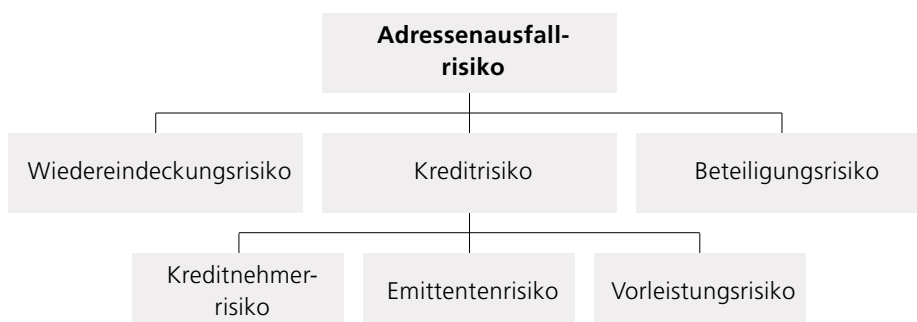 Adressenausfall-
risiko
Wiedereindeckungsrisiko
Kreditrisiko
Beteiligungsrisiko
Kreditnehmer-
risiko
Emittentenrisiko
Vorleistungsrisiko